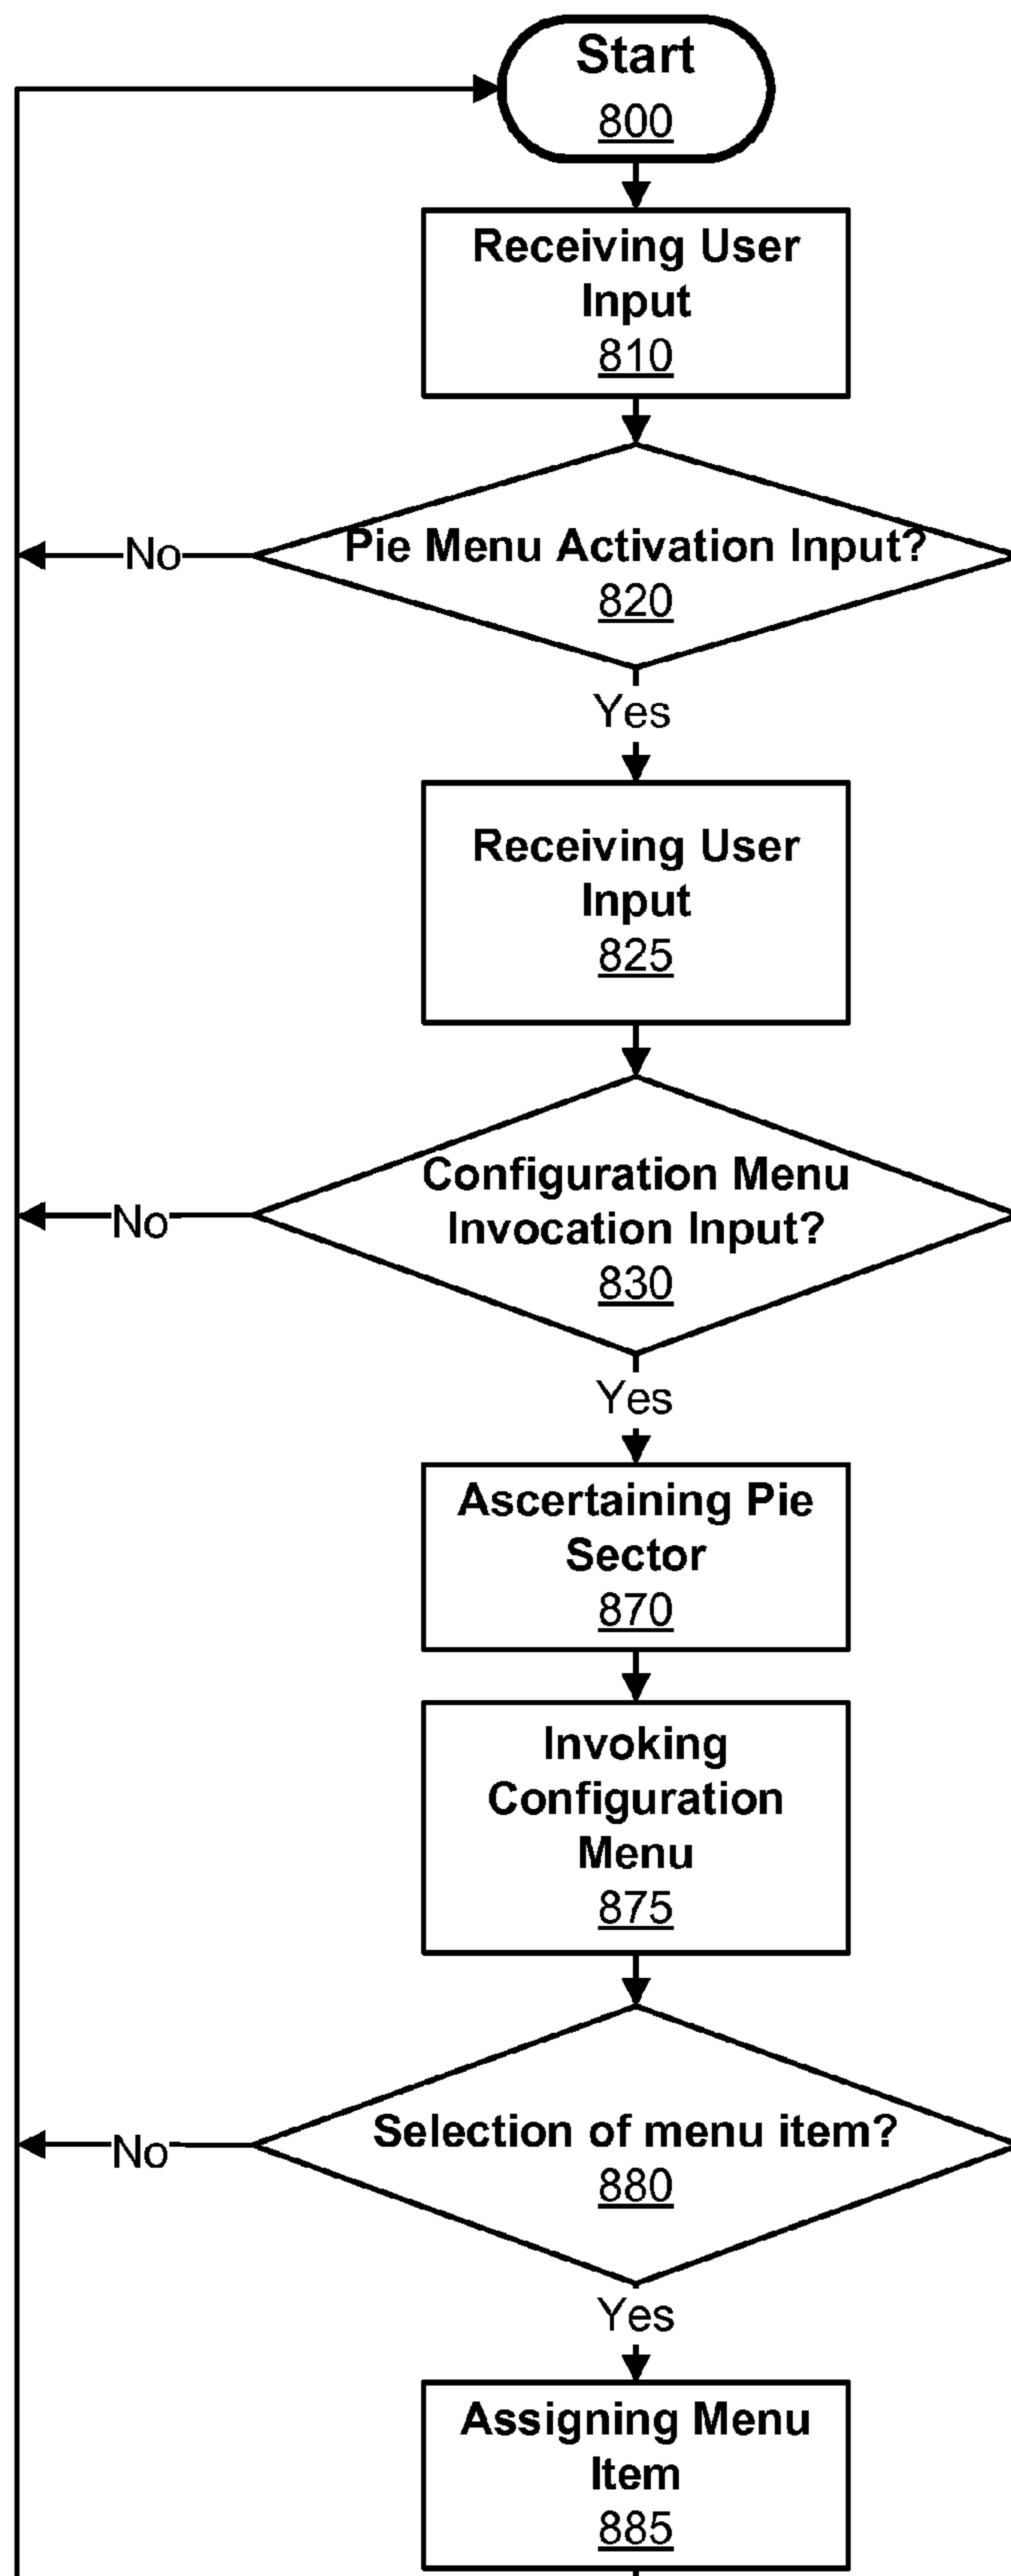 Start
800
Receiving User
Input
810
Pie Menu Activation Input?
820
No
Yes
Receiving User
Input
825
Configuration Menu
Invocation Input?
830
No
Yes
Ascertaining Pie
Sector
870
Invoking
Configuration
Menu
875
Selection of menu item?
880
No
Yes
Assigning Menu
Item
885